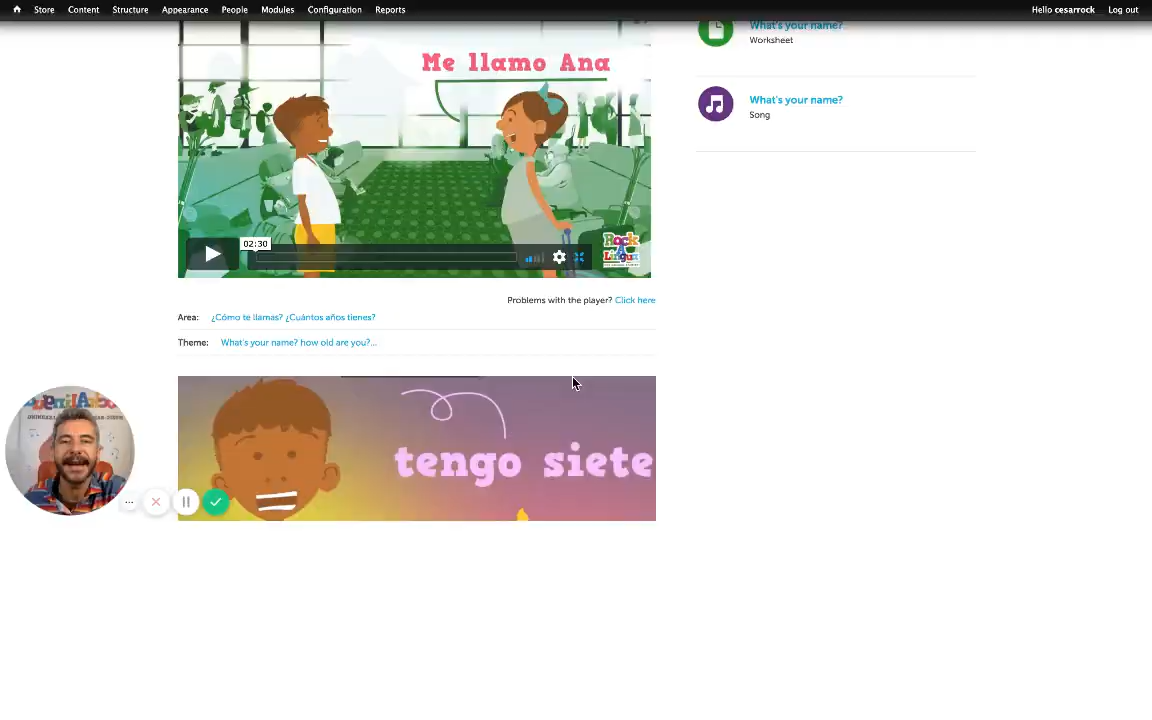 Store Content Structure Appearance People Modules Configuration Reports Hello cesarrock Log out
What's your name?
Worksheet
Me llamo Ana
What's your name?
Song
02:30
Rock
A
Lingua
Problems with the player? Click here
Area: ¿Cómo te llamas? ¿Cuántos años tienes?
Theme: What's your name? how old are you?...
tengo siete